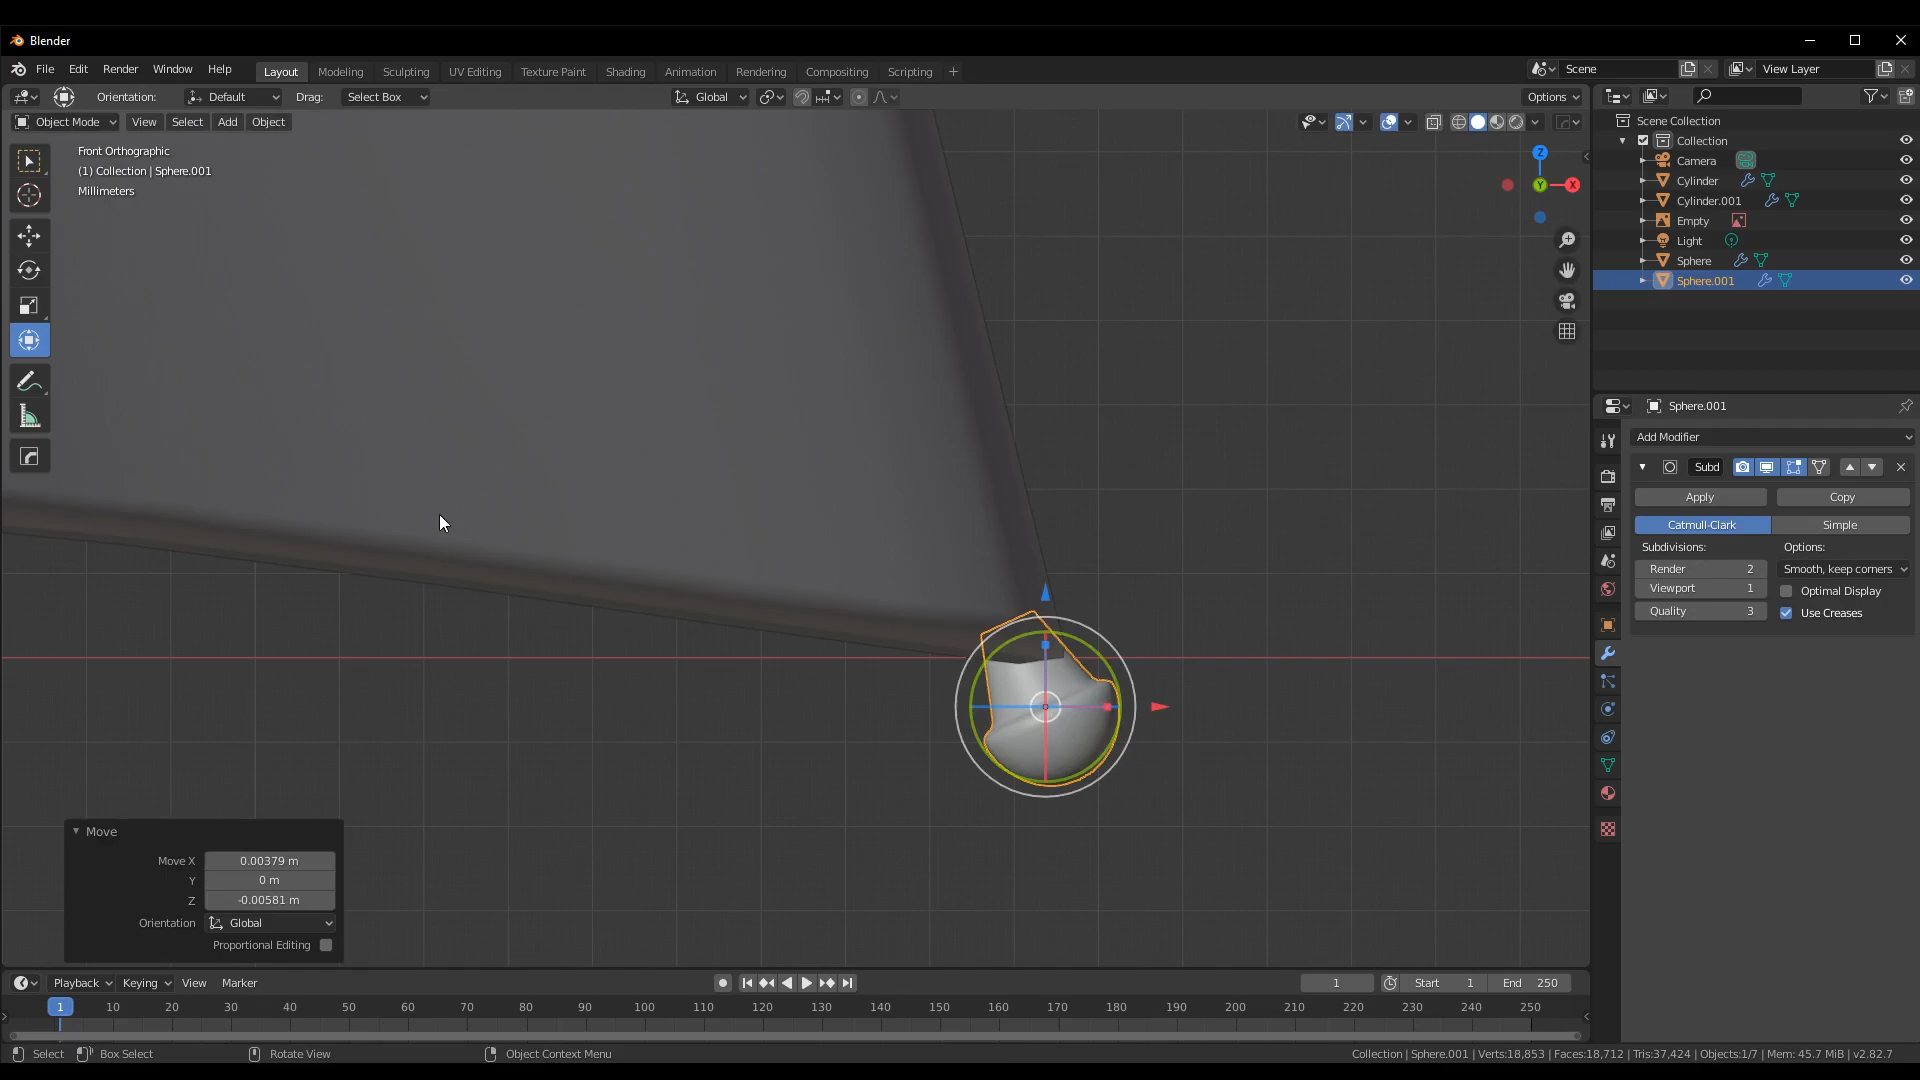 Blender
File Edit Render Window Help Layout Modeling Sculpting UV Editing Texture Paint Shading Animation Rendering Compositing Scripting + Scene View Layer
Orientation: Default Drag: Select Box Global Options
Object Mode View Select Add Object
Front Orthographic
(1) Collection | Sphere.001
Millimeters
Z
Y
X
Scene Collection
Collection
Camera
Cylinder
Cylinder.001
Empty
Light
Sphere
Sphere.001
Sphere.001
Add Modifier
Subd
Apply Copy
Catmull-Clark Simple
Subdivisions: Options:
Render 2 Smooth, keep corners
Viewport 1 Optimal Display
Quality 3 Use Creases
Move
Move X 0.00379 m
Y 0 m
Z -0.00581 m
Orientation Global
Proportional Editing
Playback Keying View Marker 1 Start 1 End 250
1 10 20 30 40 50 60 70 80 90 100 110 120 130 140 150 160 170 180 190 200 210 220 230 240 250
Select Box Select Rotate View Object Context Menu Collection | Sphere.001 | Verts:18,853 | Faces:18,712 | Tris:37,424 | Objects:1/7 | Mem: 45.7 MiB | v2.82.7